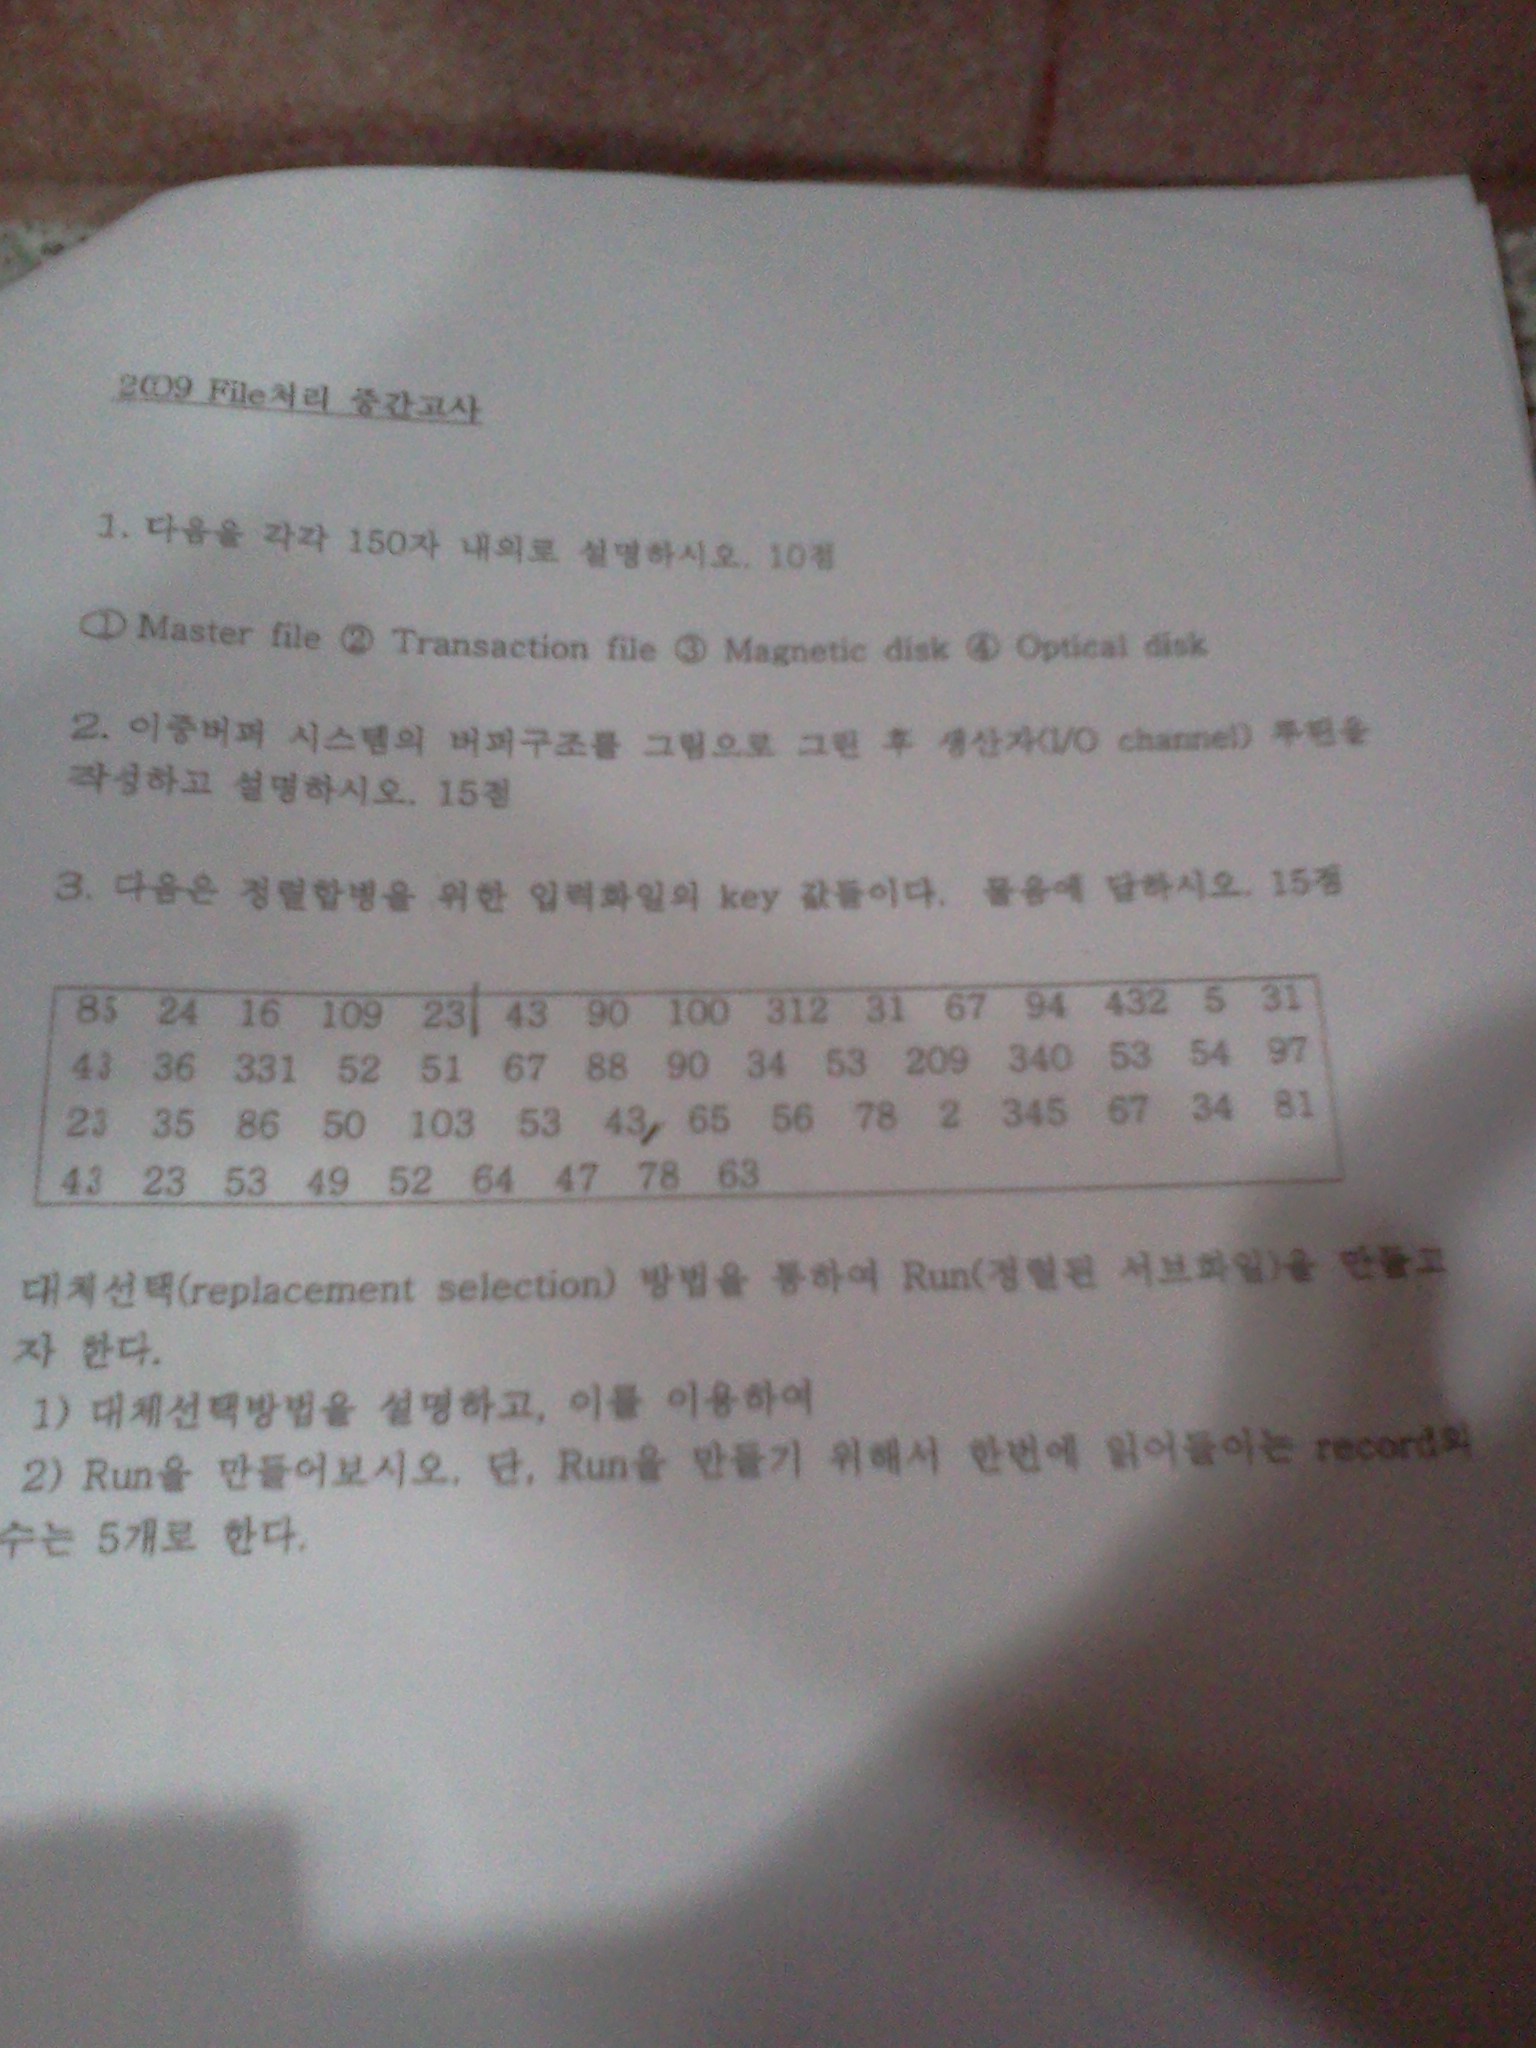 2009 File처리 중간고사
1. 다음을 각각 150자 내의로 설명하시오. 10점
① Master file ② Transaction file ③ Magnetic disk ④ Optical disk
2. 이중버퍼 시스템의 버퍼구조를 그림으로 그린 후 생산자(I/O channel) 루틴을
작성하고 설명하시오. 15점
3. 다음은 정렬합병을 위한 입력화일의 key 값들이다. 물음에 답하시오. 15점
85 24 16 109 23 43 90 100 312 31 67 94 432 5 31
43 36 331 52 51 67 88 90 34 53 209 340 53 54 97
23 35 86 50 103 53 43 65 56 78 2 345 67 34 81
43 23 53 49 52 64 47 78 63
대체선택(replacement selection) 방법을 통하여 Run(정렬된 서브화일)을 만들고
자 한다.
1) 대체선택방법을 설명하고, 이를 이용하여
2) Run을 만들어보시오. 단, Run을 만들기 위해서 한번에 읽어들이는 record의
수는 5개로 한다.